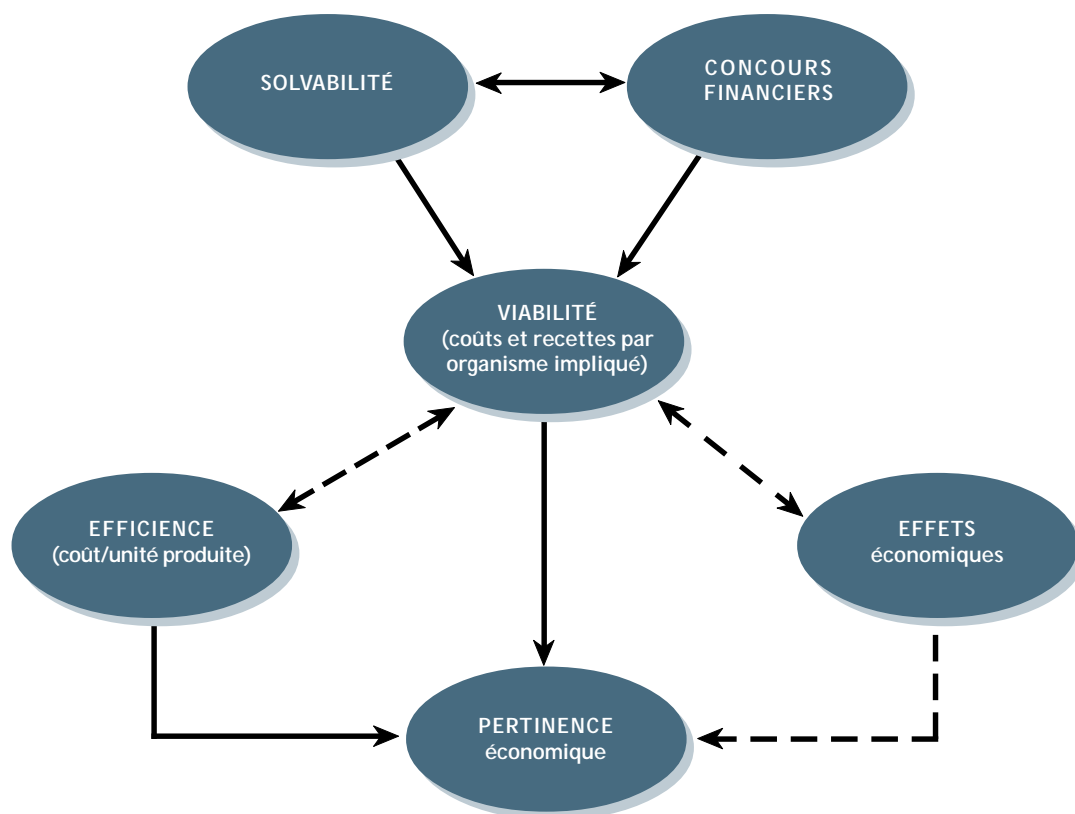 SOLVABILITÉ
CONCOURS
FINANCIERS
VIABILITÉ
(coûts et recettes par
organisme impliqué)
EFFICIENCE
(coût/unité produite)
EFFETS
économiques
PERTINENCE
économique